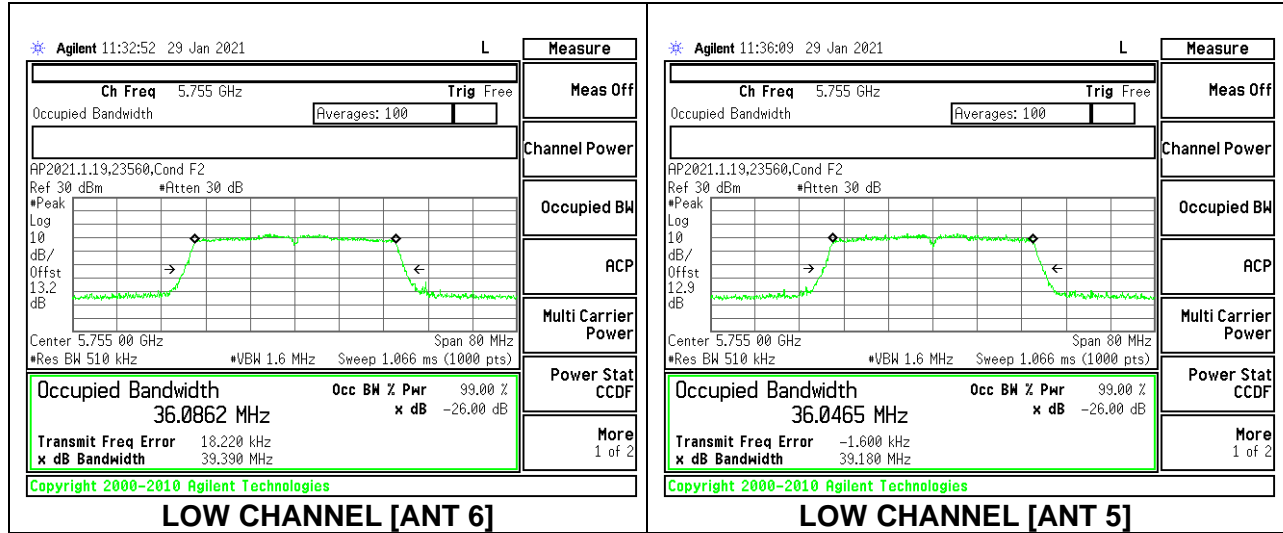 Agilent 11:32:52 29 Jan 2021 L
Measure
Ch Freq 5.755 GHz Trig Free
Occupied Bandwidth Averages: 100
AP2021.1.19,23560,Cond F2
Ref 30 dBm #Atten 30 dB
#Peak
Log
10
dB/
Offst
13.2
dB
Center 5.755 00 GHz Span 80 MHz
#Res BW 510 kHz #VBW 1.6 MHz Sweep 1.066 ms (1000 pts)
Occupied Bandwidth Occ BW % Pwr 99.00 %
36.0862 MHz x dB -26.00 dB
Transmit Freq Error 18.220 kHz
x dB Bandwidth 39.390 MHz
Copyright 2000-2010 Agilent Technologies
Meas Off
Channel Power
Occupied BW
ACP
Multi Carrier
Power
Power Stat
CCDF
More
1 of 2
LOW CHANNEL [ANT 6]
Agilent 11:36:09 29 Jan 2021 L
Measure
Ch Freq 5.755 GHz Trig Free
Occupied Bandwidth Averages: 100
AP2021.1.19,23560,Cond F2
Ref 30 dBm #Atten 30 dB
#Peak
Log
10
dB/
Offst
12.9
dB
Center 5.755 00 GHz Span 80 MHz
#Res BW 510 kHz #VBW 1.6 MHz Sweep 1.066 ms (1000 pts)
Occupied Bandwidth Occ BW % Pwr 99.00 %
36.0465 MHz x dB -26.00 dB
Transmit Freq Error -1.600 kHz
x dB Bandwidth 39.180 MHz
Copyright 2000-2010 Agilent Technologies
Meas Off
Channel Power
Occupied BW
ACP
Multi Carrier
Power
Power Stat
CCDF
More
1 of 2
LOW CHANNEL [ANT 5]